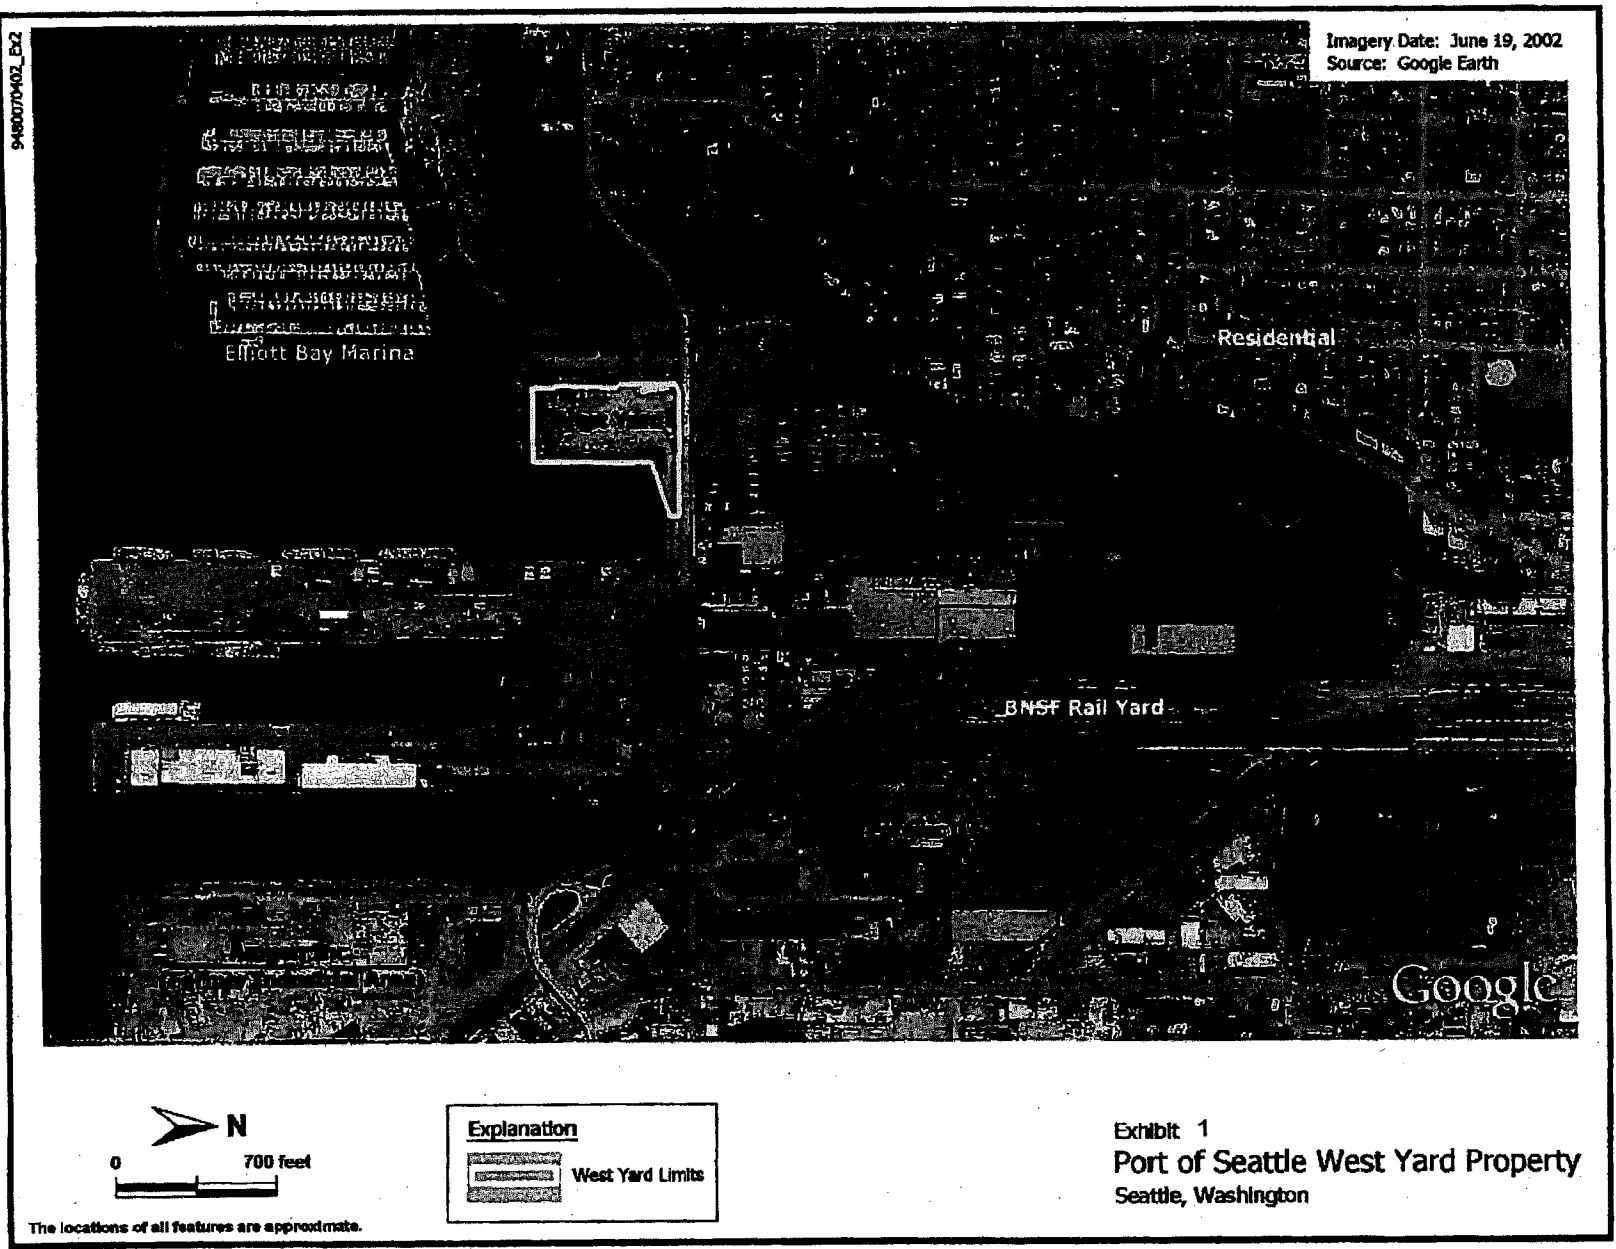 9480070402_Ex2
Imagery Date: June 19, 2002
Source: Google Earth
Elliott Bay Marina
Residential
BNSF Rail Yard
Google
N
0 700 feet
The locations of all features are approximate.
Explanation
West Yard Limits
Exhibit 1
Port of Seattle West Yard Property
Seattle, Washington